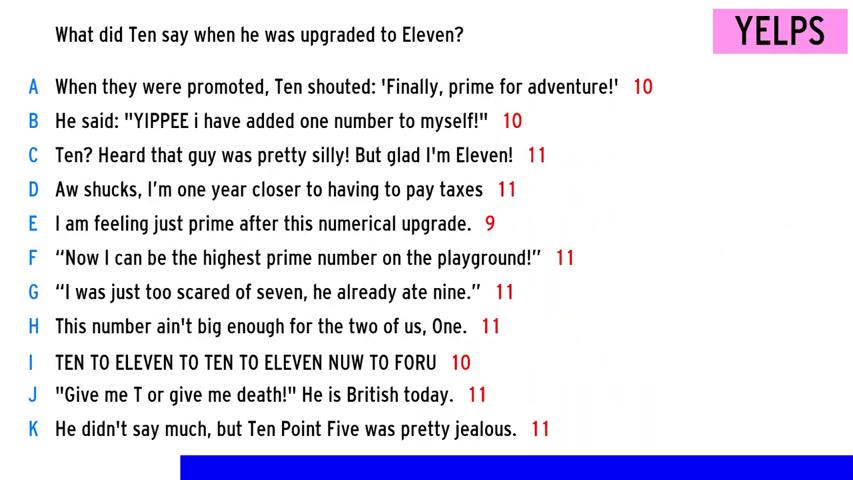 What did Ten say when he was upgraded to Eleven?
YELPS
A When they were promoted, Ten shouted: 'Finally, prime for adventure!' 10
B He said: "YIPPEE i have added one number to myself!" 10
C Ten? Heard that guy was pretty silly! But glad I'm Eleven! 11
D Aw shucks, I’m one year closer to having to pay taxes 11
E I am feeling just prime after this numerical upgrade. 9
F “Now I can be the highest prime number on the playground!” 11
G “I was just too scared of seven, he already ate nine.” 11
H This number ain't big enough for the two of us, One. 11
I TEN TO ELEVEN TO TEN TO ELEVEN NUW TO FORU 10
J "Give me T or give me death!" He is British today. 11
K He didn't say much, but Ten Point Five was pretty jealous. 11